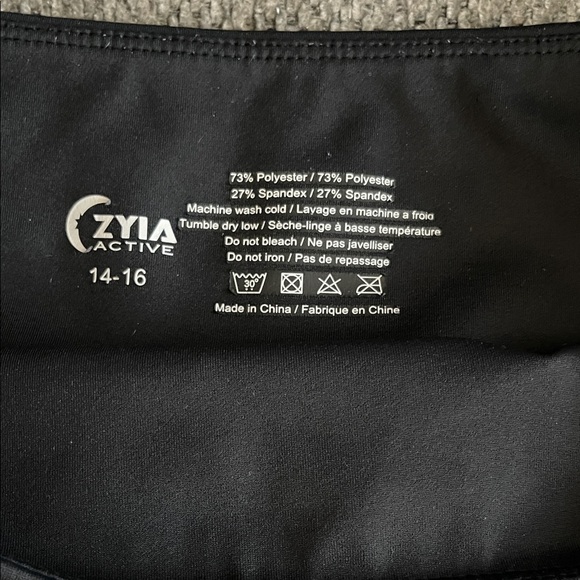 ZYIA
ACTIVE
14-16
73% Polyester / 73% Polyester
27% Spandex / 27% Spandex
Machine wash cold / Layage en machine a froid
Tumble dry low / Sèche-linge à basse température
Do not bleach / Ne pas javelliser
Do not iron / Pas de repassage
30°
Made in China / Fabrique en Chine